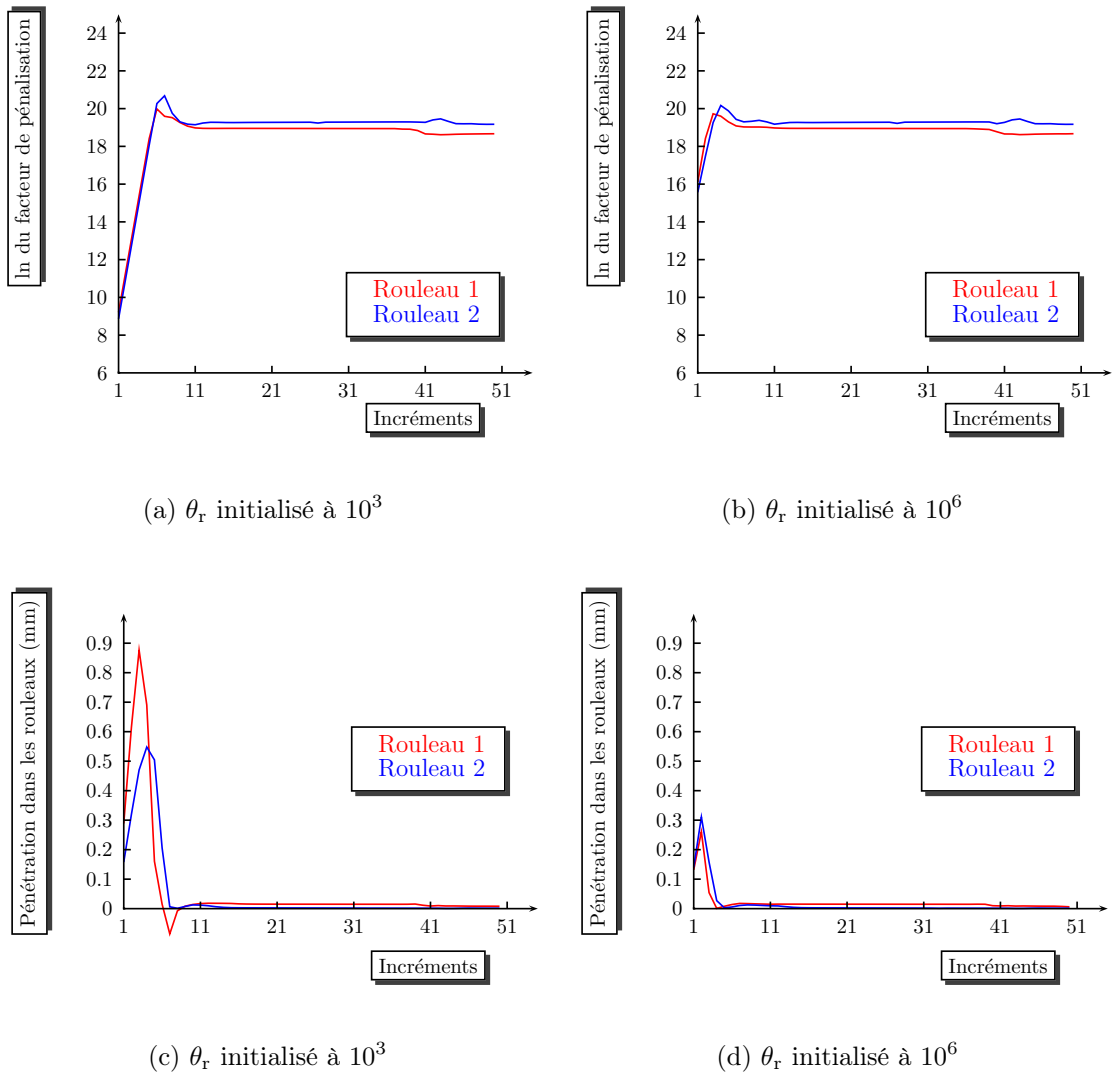 ln du facteur de pénalisation
24
22
20
18
16
14
12
10
8
6
1 11 21 31 41 51
Rouleau 1
Rouleau 2
Incréments
(a) θr initialisé à 10³
ln du facteur de pénalisation
24
22
20
18
16
14
12
10
8
6
1 11 21 31 41 51
Rouleau 1
Rouleau 2
Incréments
(b) θr initialisé à 10⁶
Pénétration dans les rouleaux (mm)
0.9
0.8
0.7
0.6
0.5
0.4
0.3
0.2
0.1
0
1 11 21 31 41 51
Rouleau 1
Rouleau 2
Incréments
(c) θr initialisé à 10³
Pénétration dans les rouleaux (mm)
0.9
0.8
0.7
0.6
0.5
0.4
0.3
0.2
0.1
0
1 11 21 31 41 51
Rouleau 1
Rouleau 2
Incréments
(d) θr initialisé à 10⁶